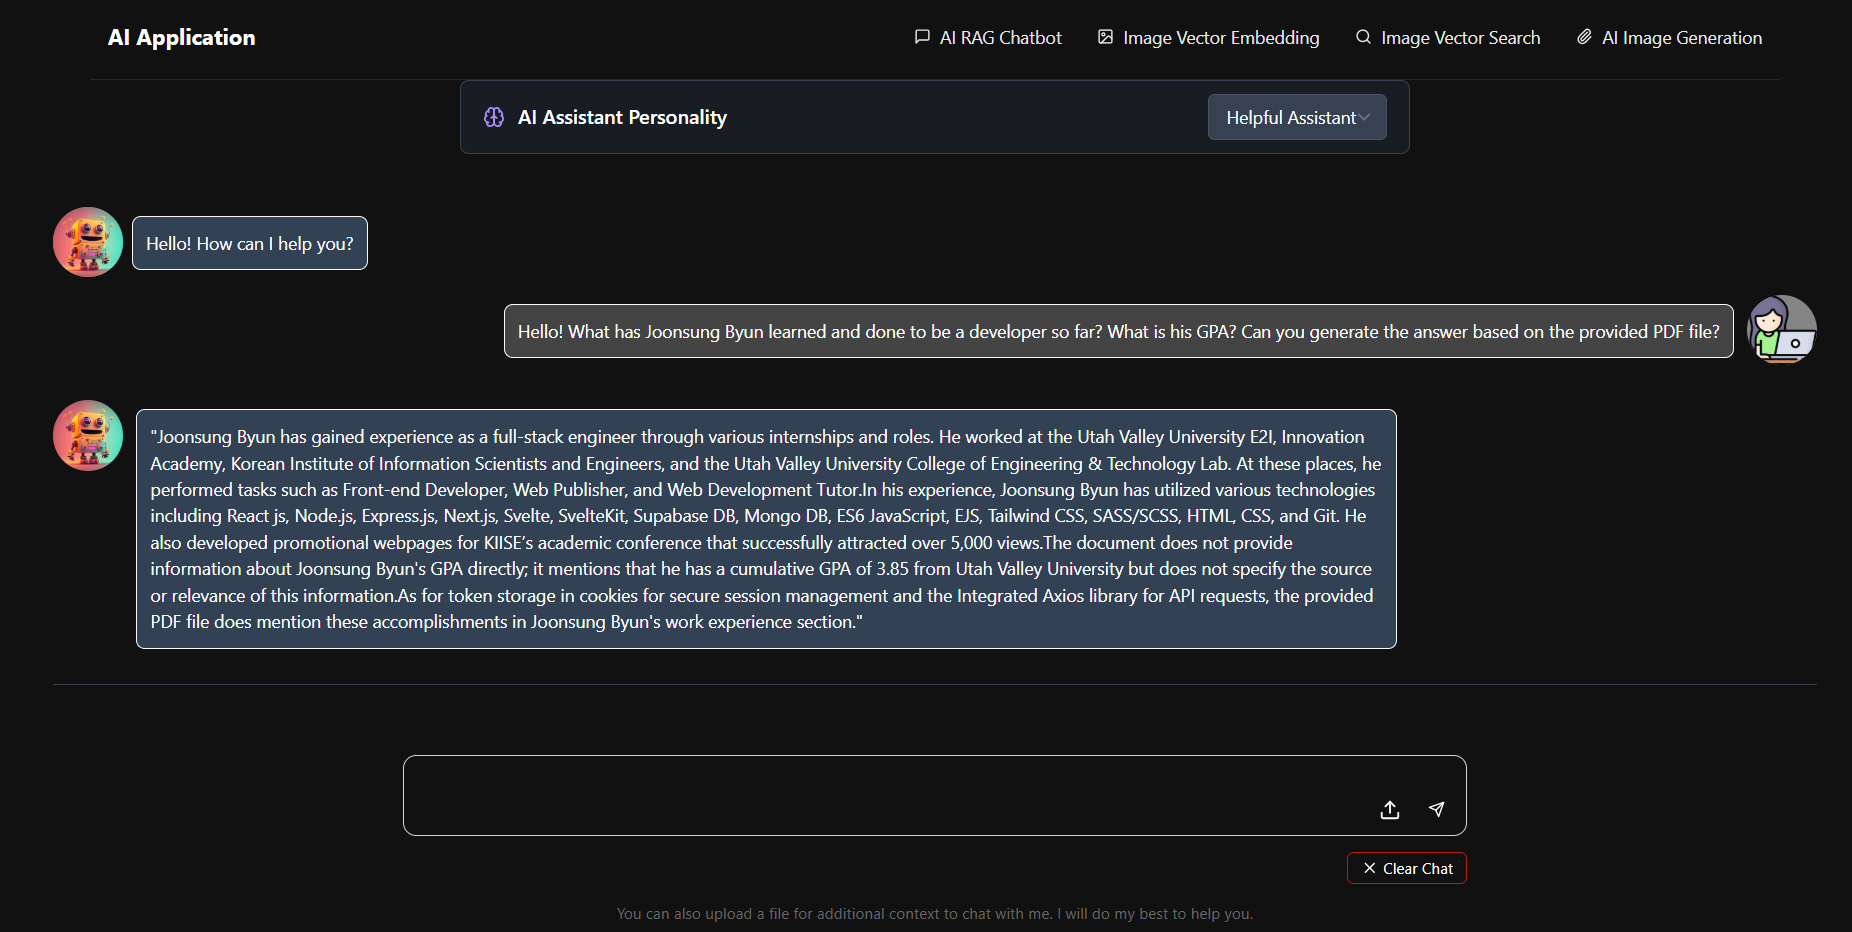 AI Application
AI RAG Chatbot
Image Vector Embedding
Image Vector Search
AI Image Generation
AI Assistant Personality
Helpful Assistant
Hello! How can I help you?
Hello! What has Joonsung Byun learned and done to be a developer so far? What is his GPA? Can you generate the answer based on the provided PDF file?
"Joonsung Byun has gained experience as a full-stack engineer through various internships and roles. He worked at the Utah Valley University E2I, Innovation
Academy, Korean Institute of Information Scientists and Engineers, and the Utah Valley University College of Engineering & Technology Lab. At these places, he
performed tasks such as Front-end Developer, Web Publisher, and Web Development Tutor.In his experience, Joonsung Byun has utilized various technologies
including React js, Node.js, Express.js, Next.js, Svelte, SvelteKit, Supabase DB, Mongo DB, ES6 JavaScript, EJS, Tailwind CSS, SASS/SCSS, HTML, CSS, and Git. He
also developed promotional webpages for KIISE’s academic conference that successfully attracted over 5,000 views.The document does not provide
information about Joonsung Byun's GPA directly; it mentions that he has a cumulative GPA of 3.85 from Utah Valley University but does not specify the source
or relevance of this information.As for token storage in cookies for secure session management and the Integrated Axios library for API requests, the provided
PDF file does mention these accomplishments in Joonsung Byun's work experience section."
Clear Chat
You can also upload a file for additional context to chat with me. I will do my best to help you.